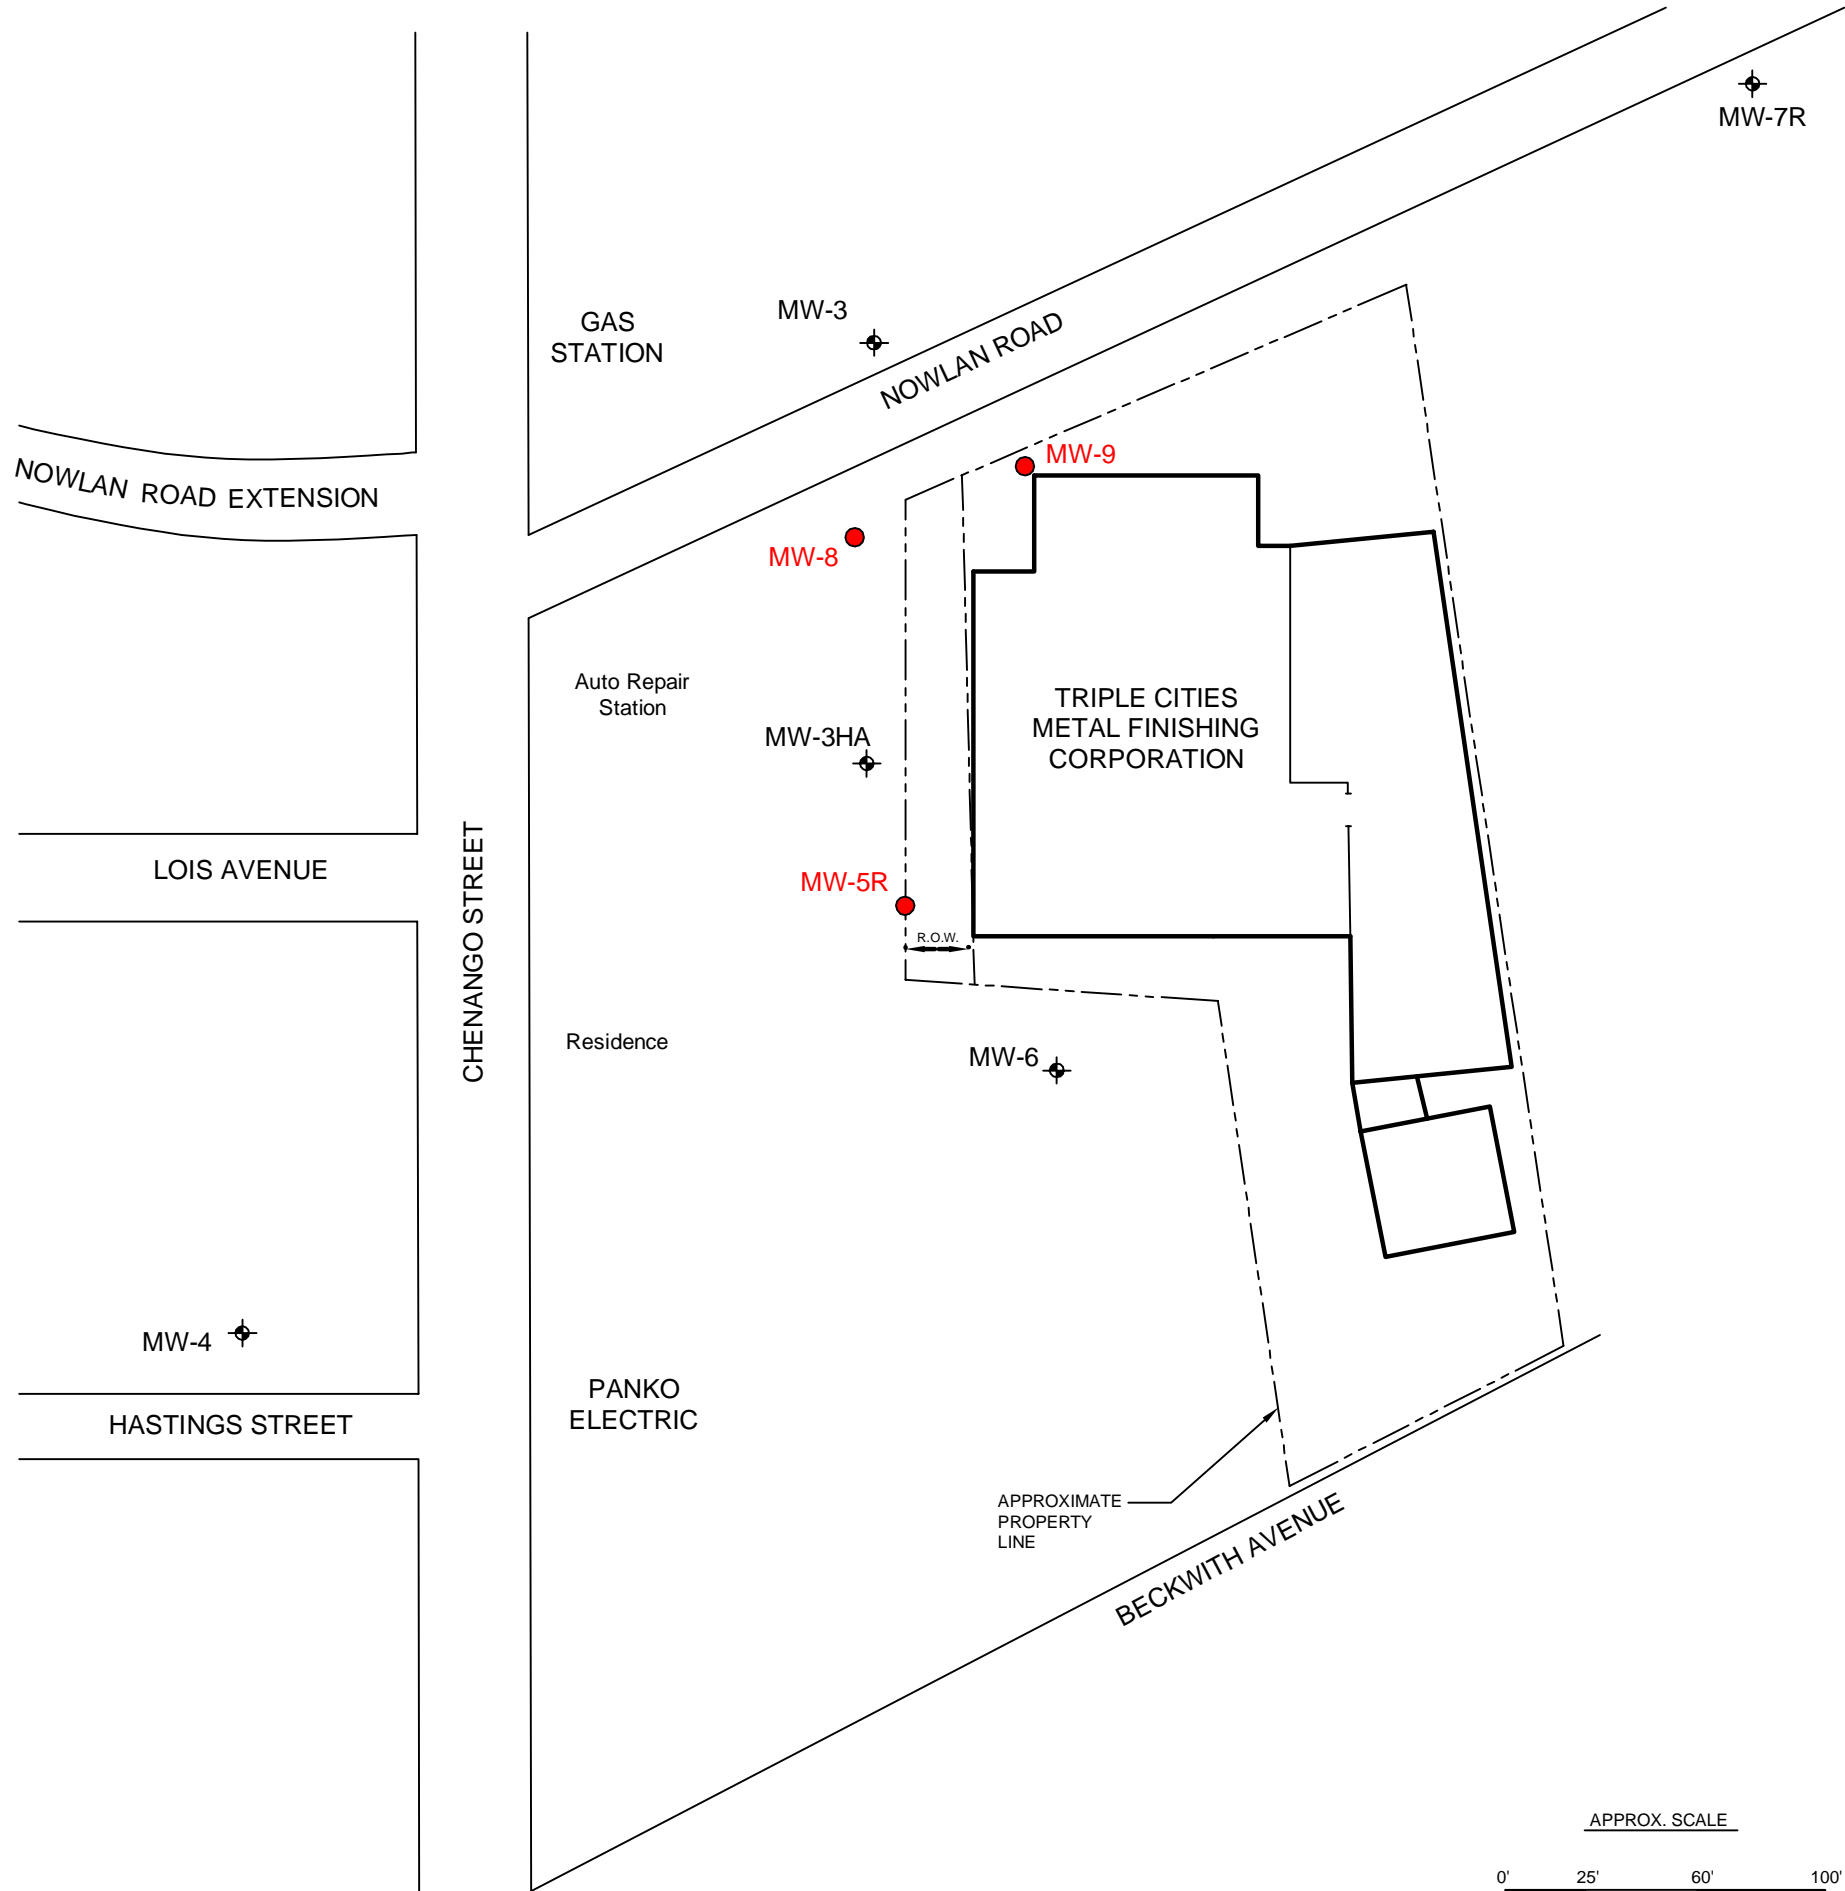 MW-7R
MW-3
GAS
STATION
NOWLAN ROAD
MW-9
NOWLAN ROAD EXTENSION
MW-8
Auto Repair
Station
TRIPLE CITIES
METAL FINISHING
CORPORATION
MW-3HA
LOIS AVENUE
CHENANGO STREET
MW-5R
R.O.W.
Residence
MW-6
MW-4
PANKO
ELECTRIC
HASTINGS STREET
APPROXIMATE
PROPERTY
LINE
BECKWITH AVENUE
APPROX. SCALE
0' 25' 60' 100'